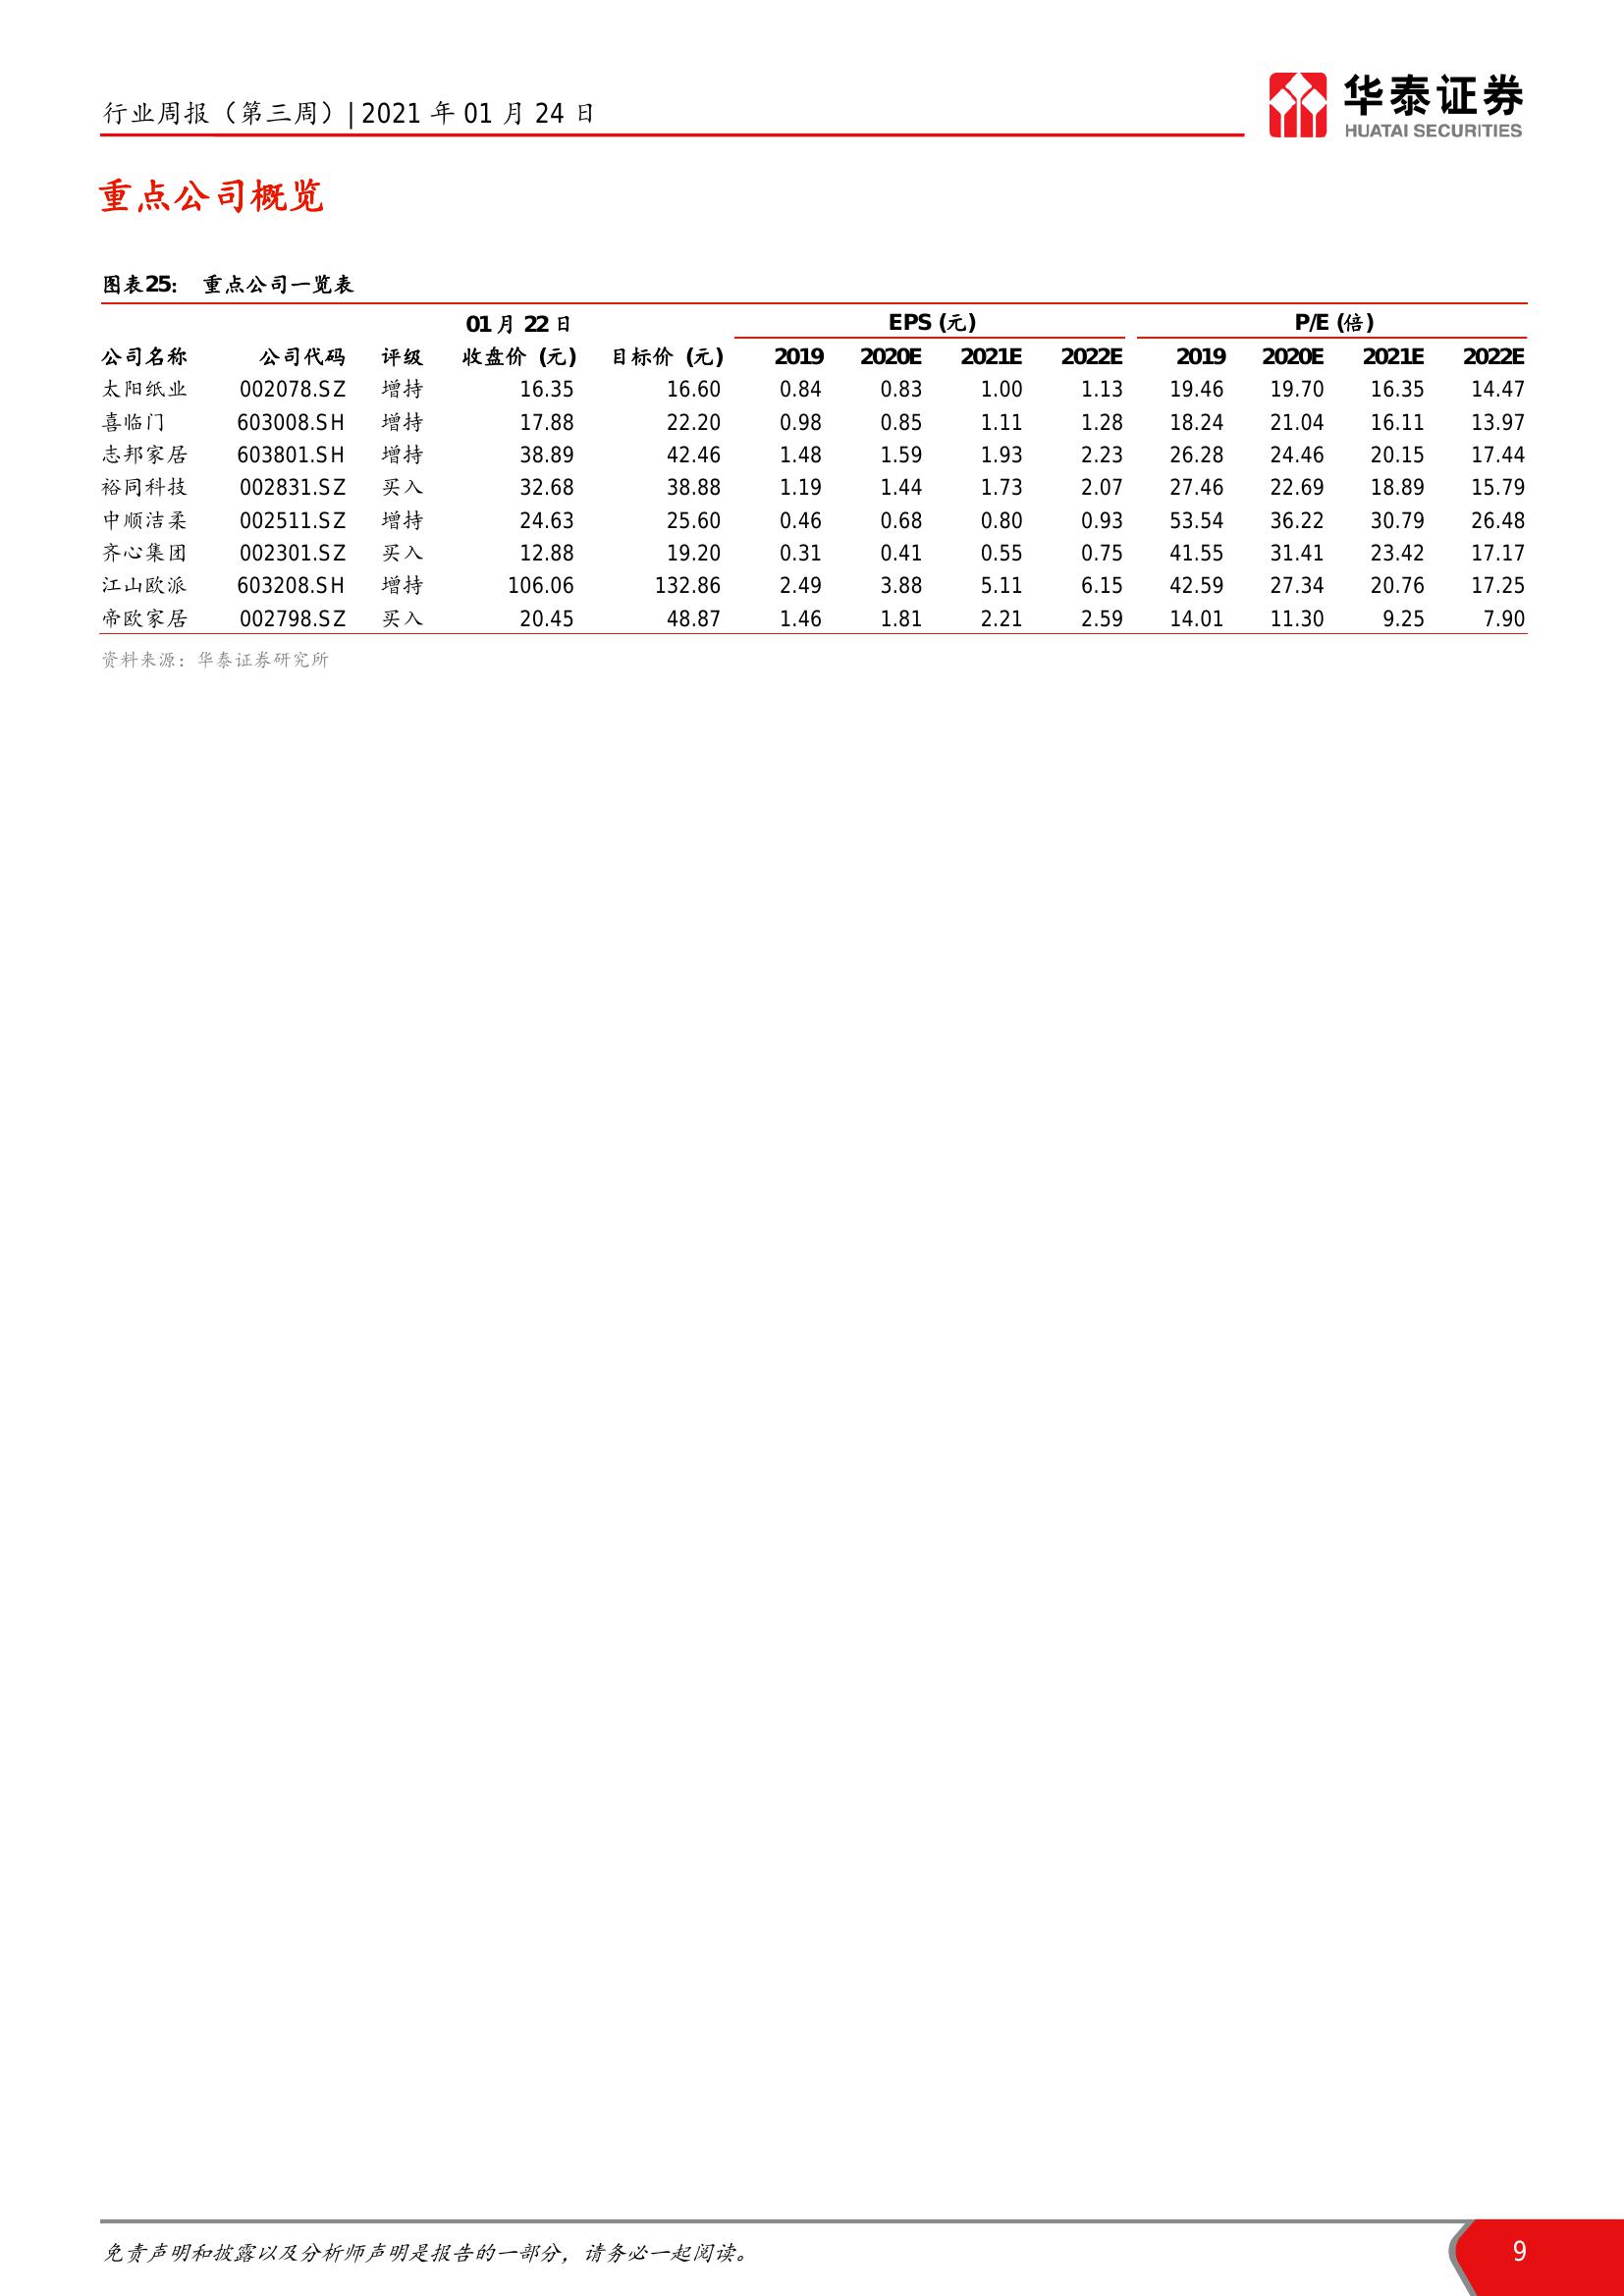 行业周报（第三周）| 2021 年 01 月 24 日
华泰证券
HUATAI SECURITIES
重点公司概览
图表25： 重点公司一览表
01 月 22 日 EPS (元) P/E (倍)
公司名称 公司代码 评级 收盘价 (元) 目标价 (元) 2019 2020E 2021E 2022E 2019 2020E 2021E 2022E
太阳纸业 002078.SZ 增持 16.35 16.60 0.84 0.83 1.00 1.13 19.46 19.70 16.35 14.47
喜临门 603008.SH 增持 17.88 22.20 0.98 0.85 1.11 1.28 18.24 21.04 16.11 13.97
志邦家居 603801.SH 增持 38.89 42.46 1.48 1.59 1.93 2.23 26.28 24.46 20.15 17.44
裕同科技 002831.SZ 买入 32.68 38.88 1.19 1.44 1.73 2.07 27.46 22.69 18.89 15.79
中顺洁柔 002511.SZ 增持 24.63 25.60 0.46 0.68 0.80 0.93 53.54 36.22 30.79 26.48
齐心集团 002301.SZ 买入 12.88 19.20 0.31 0.41 0.55 0.75 41.55 31.41 23.42 17.17
江山欧派 603208.SH 增持 106.06 132.86 2.49 3.88 5.11 6.15 42.59 27.34 20.76 17.25
帝欧家居 002798.SZ 买入 20.45 48.87 1.46 1.81 2.21 2.59 14.01 11.30 9.25 7.90
资料来源：华泰证券研究所
免责声明和披露以及分析师声明是报告的一部分，请务必一起阅读。
9